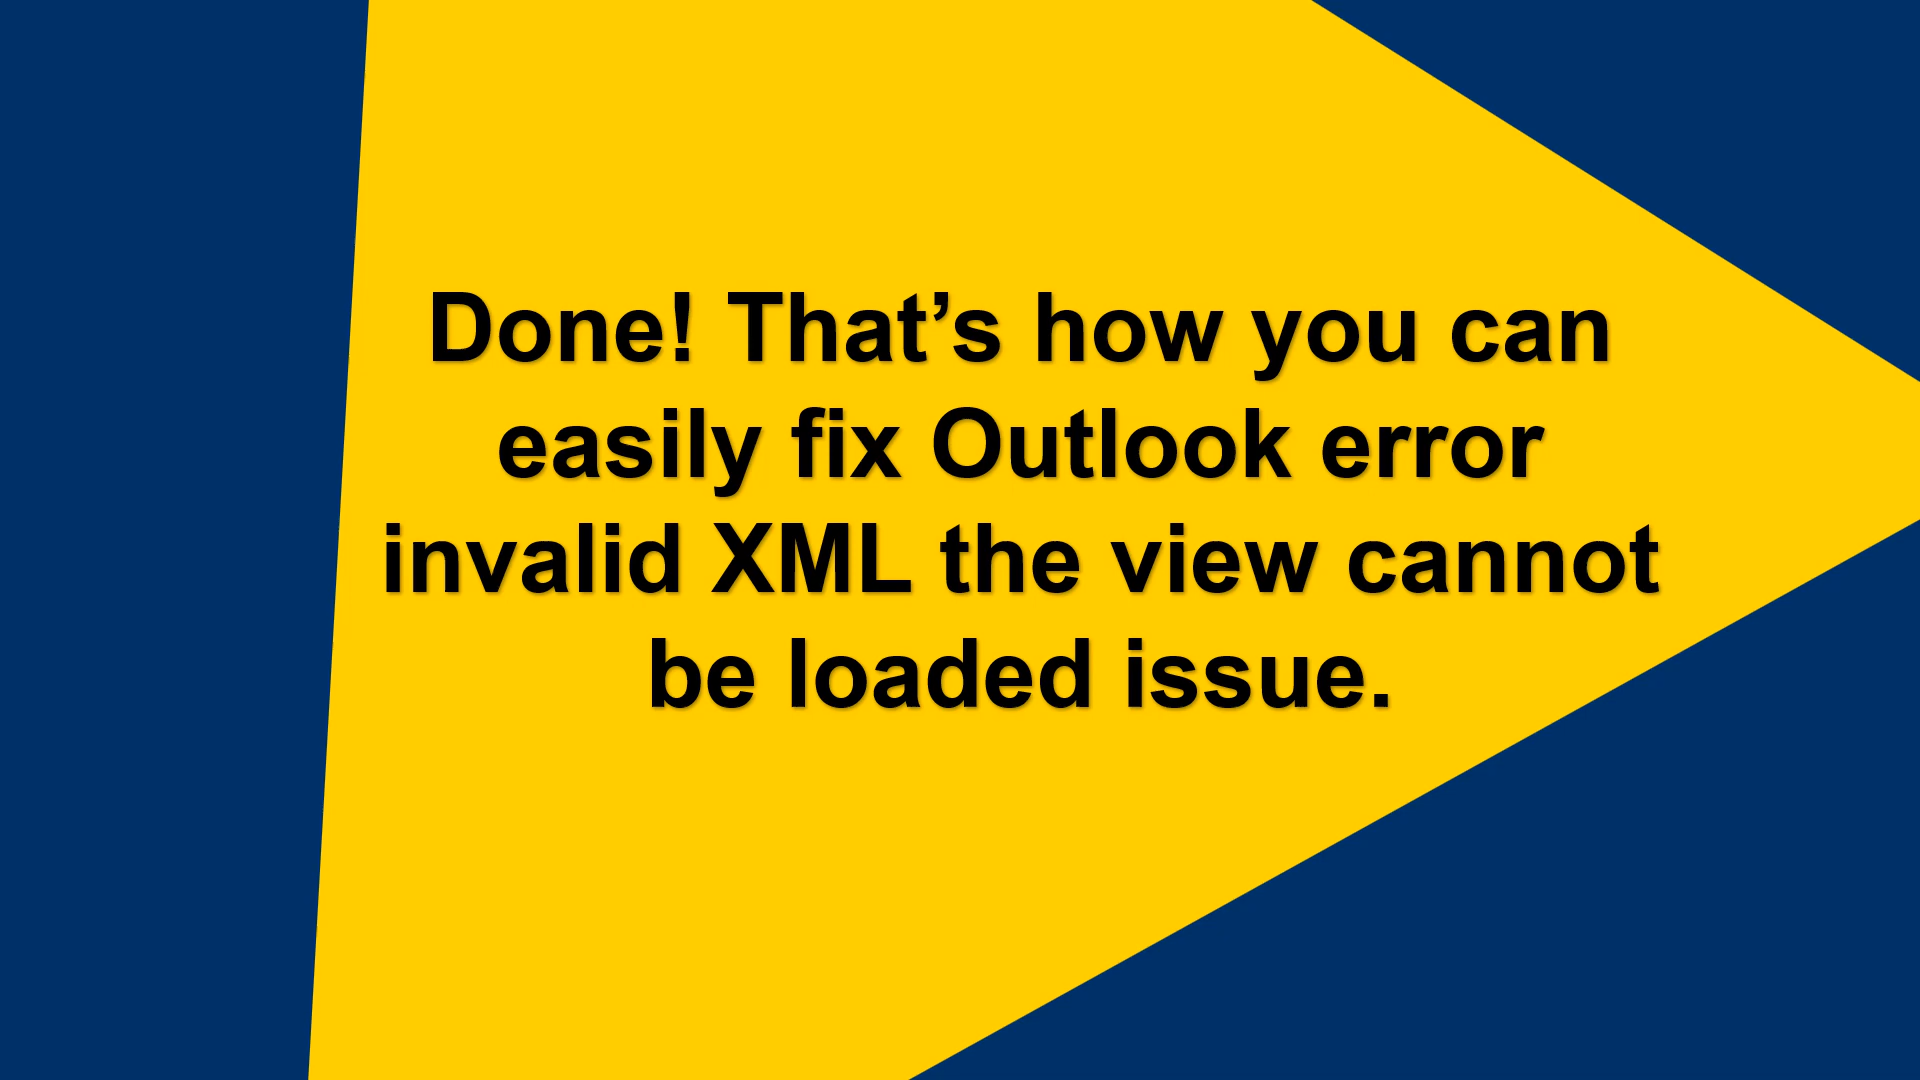 Done! That’s how you can
easily fix Outlook error
invalid XML the view cannot
be loaded issue.